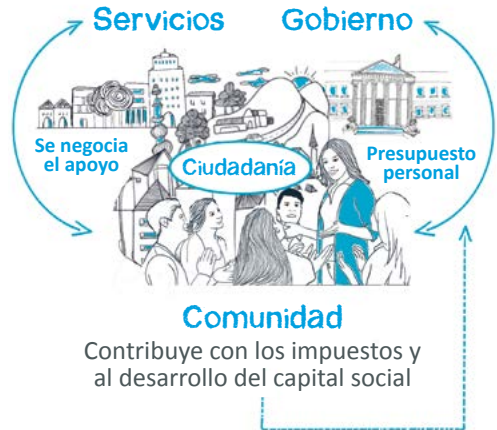 Servicios
Gobierno
Se negocia
el apoyo
Ciudadanía
Presupuesto
personal
Comunidad
Contribuye con los impuestos y
al desarrollo del capital social